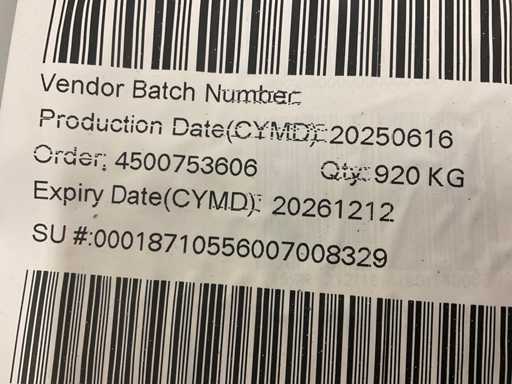 Vendor Batch Number:
Production Date(CYMD): 20250616
Order: 4500753606 Qty: 920 KG
Expiry Date(CYMD): 20261212
SU #:00018710556007008329